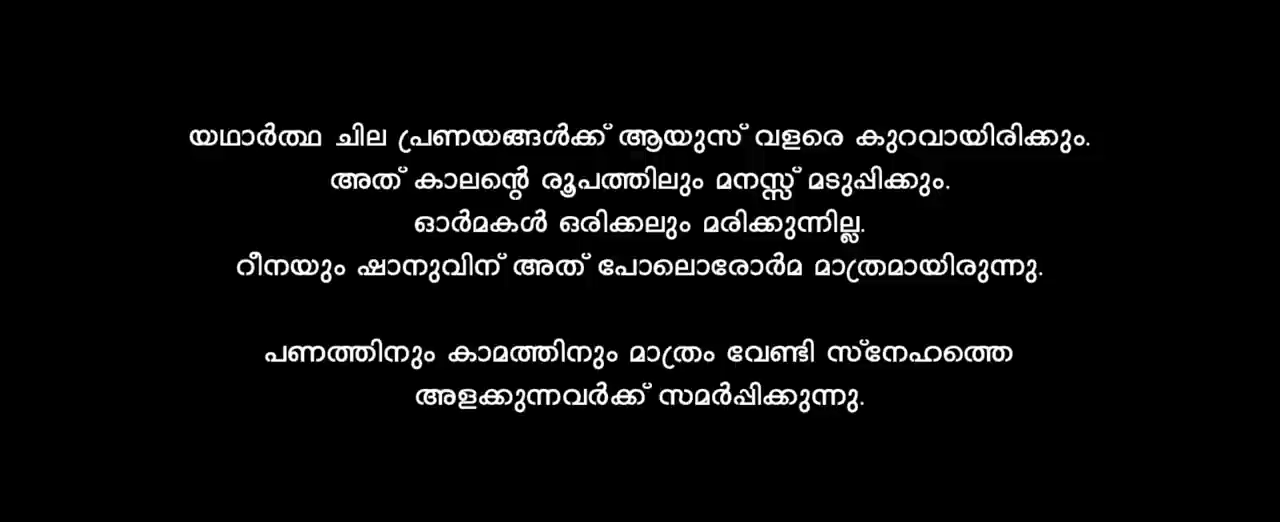 യഥാർത്ഥ ചില പ്രണയങ്ങൾക്ക് ആയുസ് വളരെ കുറവായിരിക്കും.
അത് കാലന്റെ രൂപത്തിലും മനസ്സ് മടുപ്പിക്കും.
ഓർമകൾ ഒരിക്കലും മരിക്കുന്നില്ല.
റീനയും ഷാനുവിന് അത് പോലൊരോർമ മാത്രമായിരുന്നു.
പണത്തിനും കാമത്തിനും മാത്രം വേണ്ടി സ്നേഹത്തെ
അളക്കുന്നവർക്ക് സമർപ്പിക്കുന്നു.